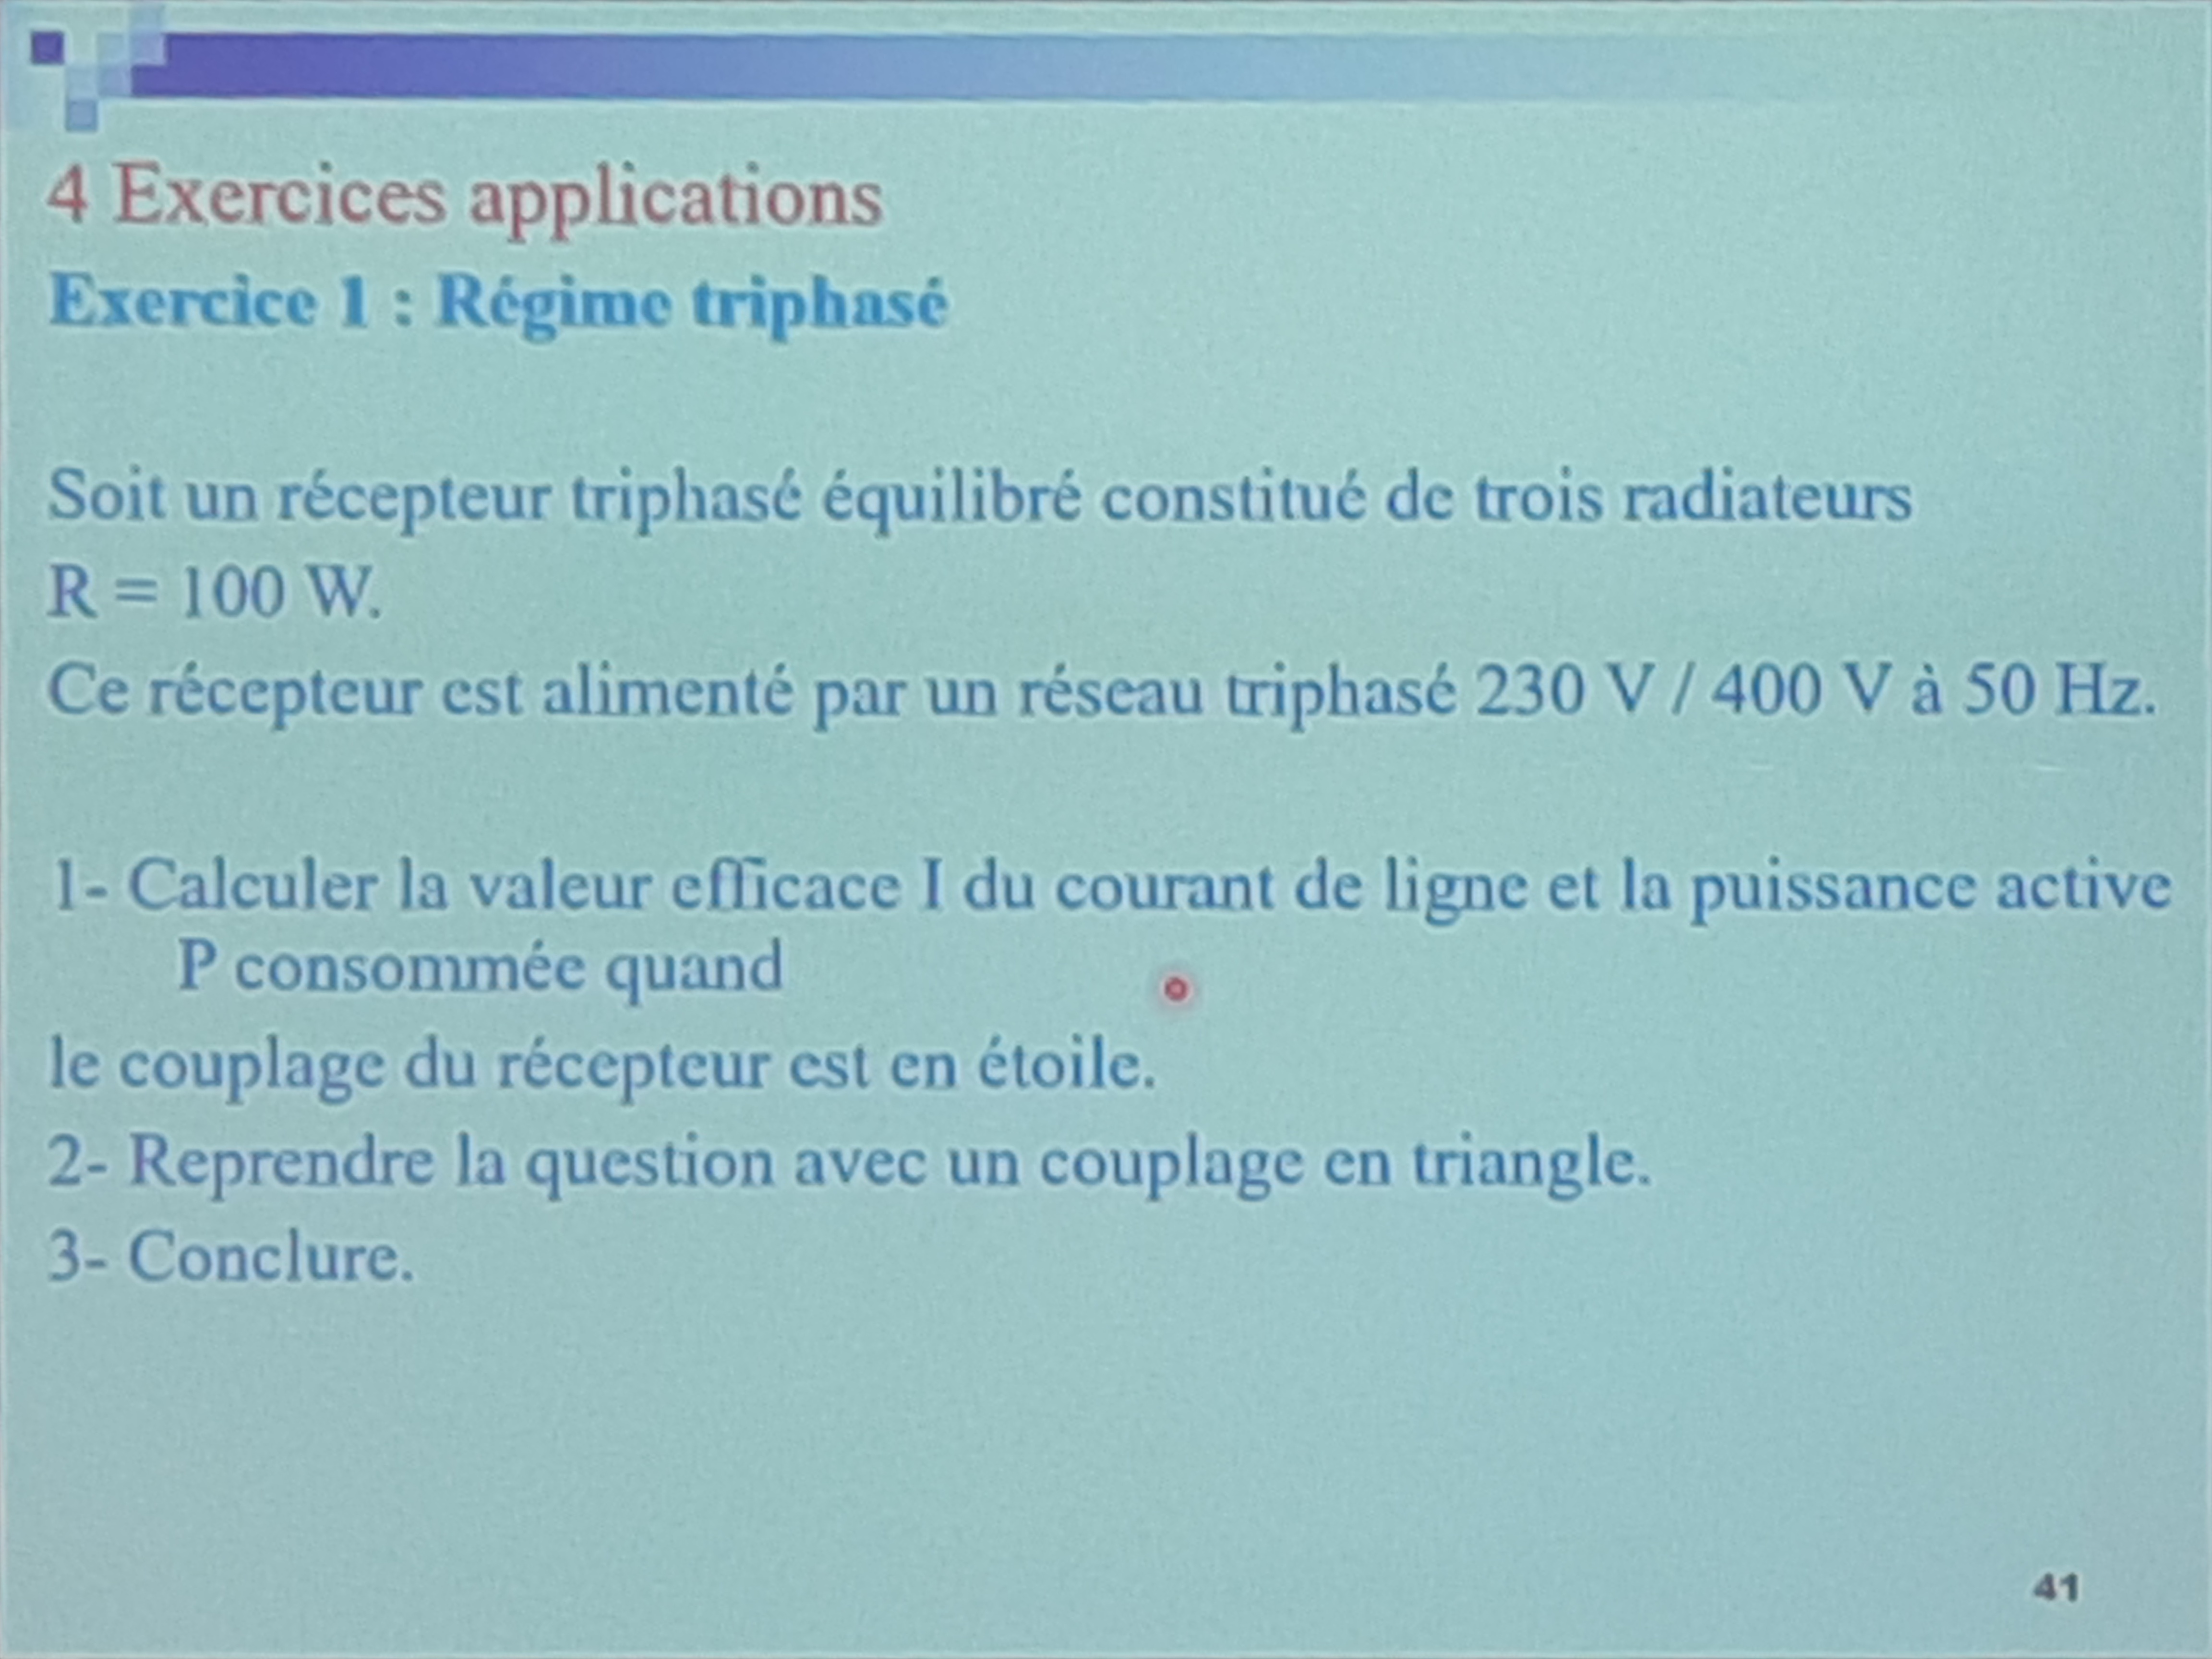 4 Exercices applications
Exercice 1 : Régime triphasé
Soit un récepteur triphasé équilibré constitué de trois radiateurs
R = 100 W.
Ce récepteur est alimenté par un réseau triphasé 230 V / 400 V à 50 Hz.
1- Calculer la valeur efficace I du courant de ligne et la puissance active
P consommée quand
le couplage du récepteur est en étoile.
2- Reprendre la question avec un couplage en triangle.
3- Conclure.
41